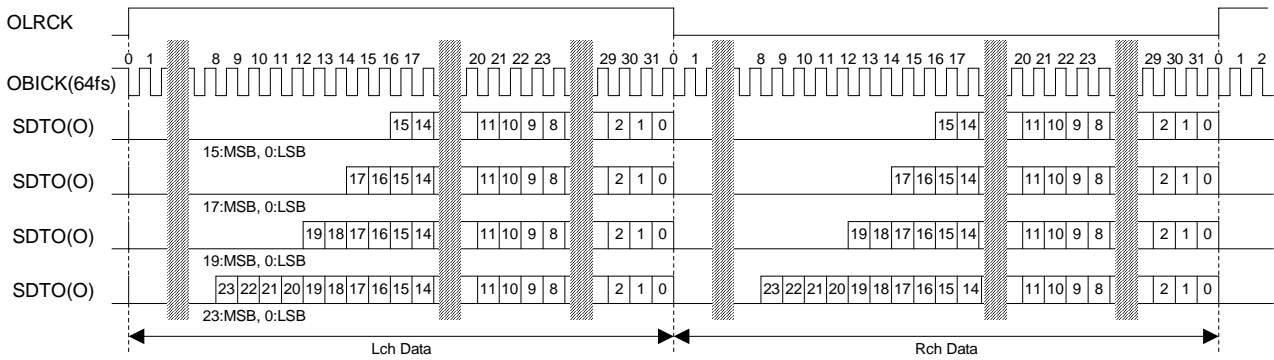 OLRCK
0 1 8 9 10 11 12 13 14 15 16 17 20 21 22 23 29 30 31 0 1 8 9 10 11 12 13 14 15 16 17 20 21 22 23 29 30 31 0 1 2
OBICK(64fs)
SDTO(O) 15 14 11 10 9 8 2 1 0 15 14 11 10 9 8 2 1 0
15:MSB, 0:LSB
SDTO(O) 17 16 15 14 11 10 9 8 2 1 0 17 16 15 14 11 10 9 8 2 1 0
17:MSB, 0:LSB
SDTO(O) 19 18 17 16 15 14 11 10 9 8 2 1 0 19 18 17 16 15 14 11 10 9 8 2 1 0
19:MSB, 0:LSB
SDTO(O) 23 22 21 20 19 18 17 16 15 14 11 10 9 8 2 1 0 23 22 21 20 19 18 17 16 15 14 11 10 9 8 2 1 0
23:MSB, 0:LSB
Lch Data Rch Data